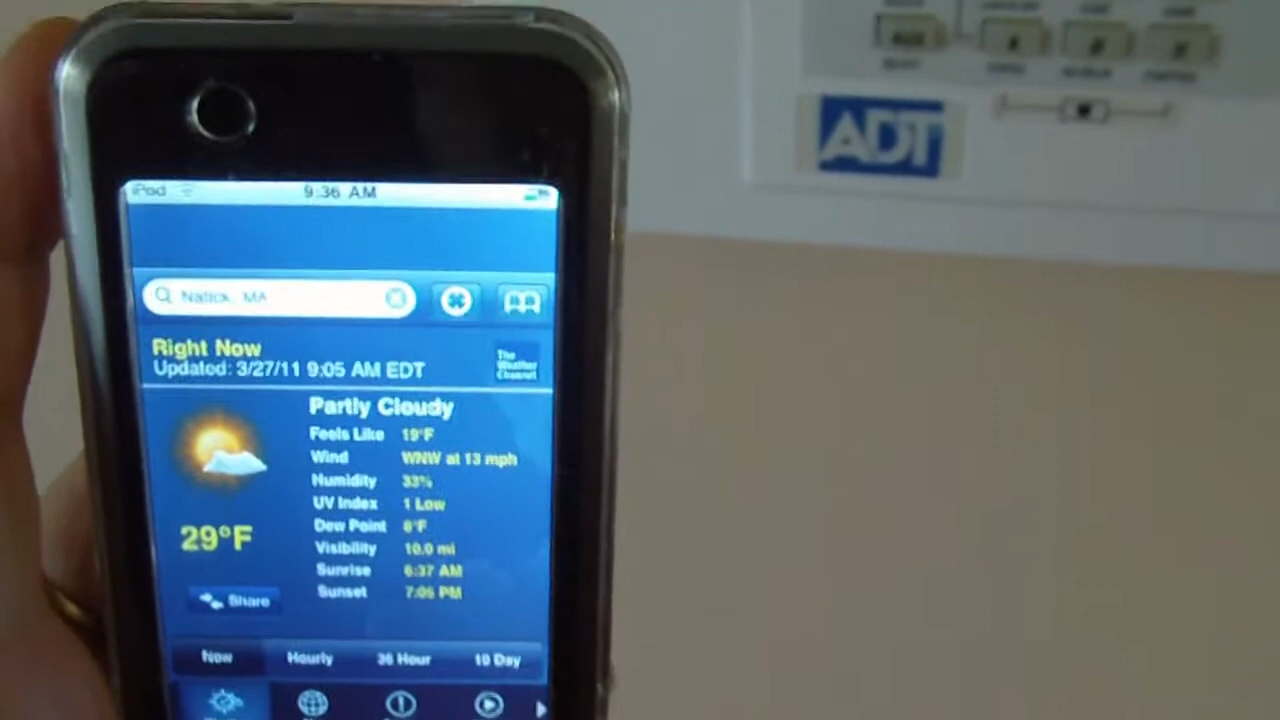 ADT
iPod 9:36 AM
Natick, MA
Right Now
Updated: 3/27/11 9:05 AM EDT
The Weather Channel
Partly Cloudy
Feels Like 19°F
Wind WNW at 13 mph
Humidity 33%
UV Index 1 Low
Dew Point
Visibility 10.0 mi
Sunrise 6:37 AM
Sunset 7:05 PM
29°F
Share
Now Hourly 36 Hour 10 Day